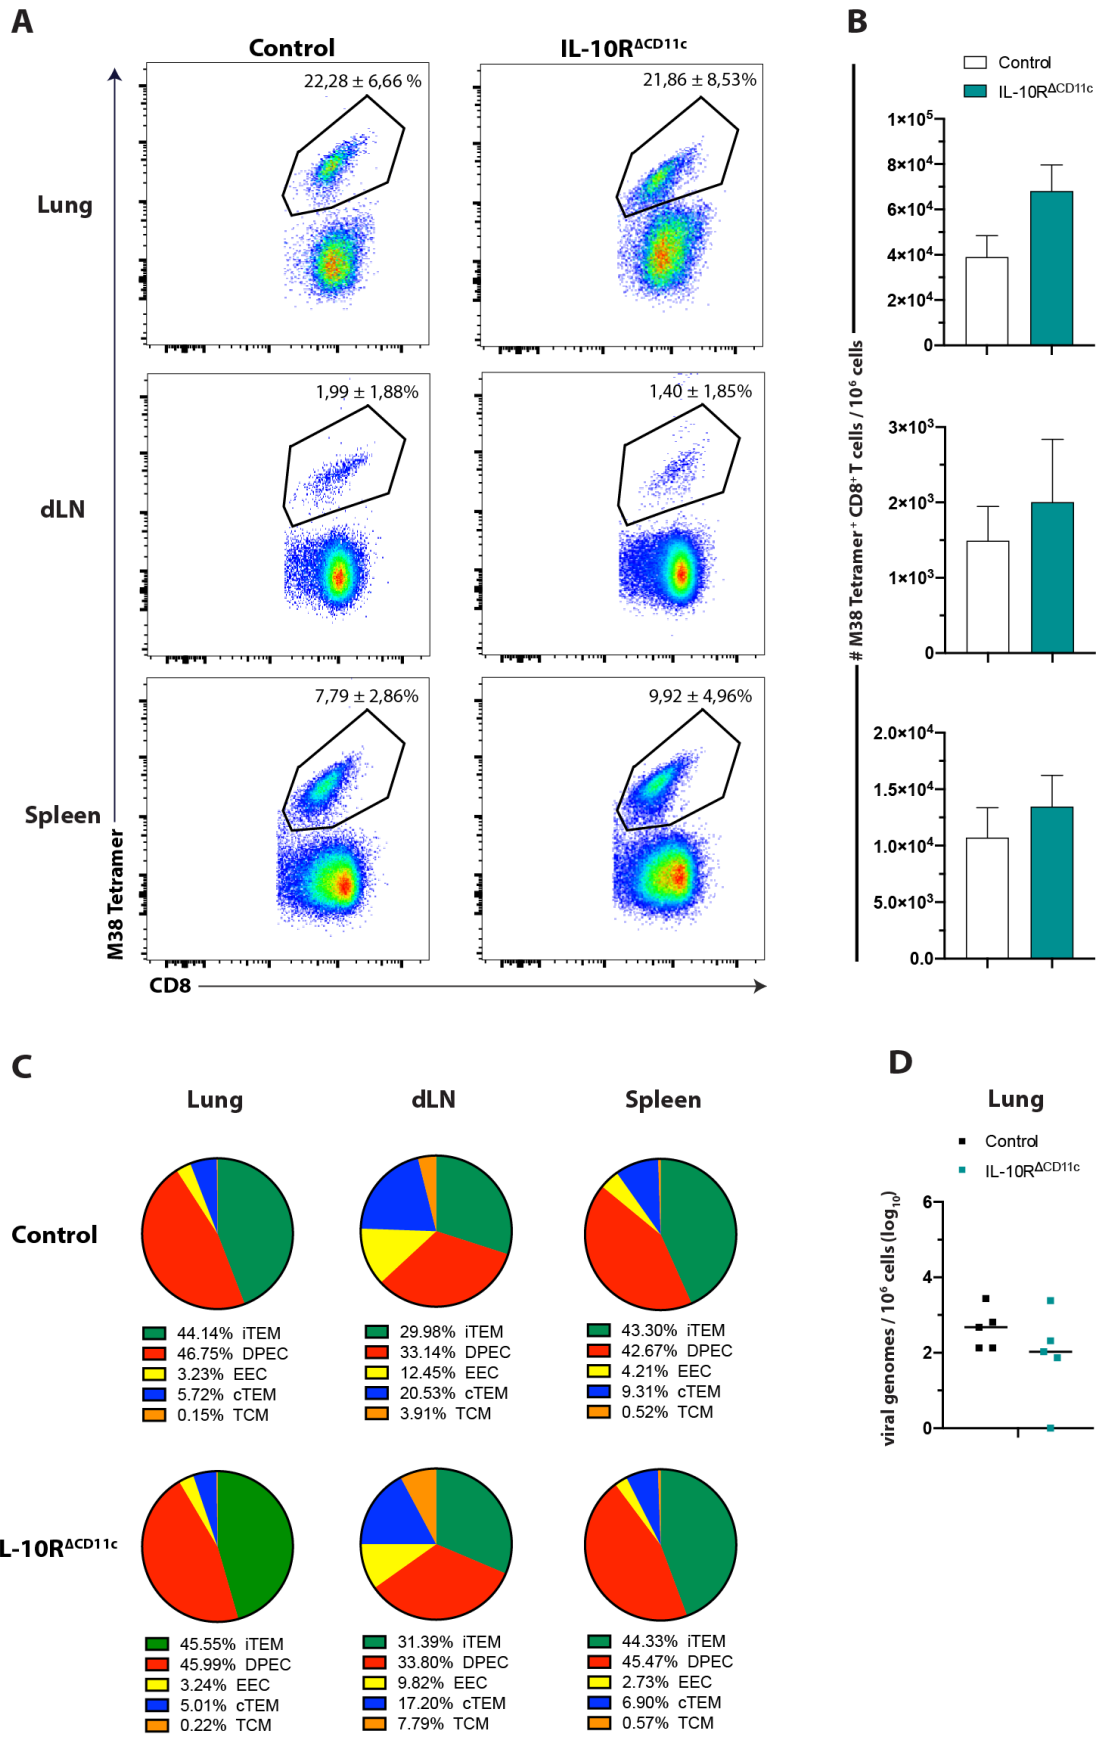 A
Control
IL-10RΔCD11c
Lung
22,28 ± 6,66 %
21,86 ± 8,53%
dLN
1,99 ± 1,88%
1,40 ± 1,85%
Spleen
7,79 ± 2,86%
9,92 ± 4,96%
M38 Tetramer
CD8
B
Control
IL-10RΔCD11c
# M38 Tetramer+ CD8+ T cells / 10⁶ cells
1×10⁵
8×10⁴
6×10⁴
4×10⁴
2×10⁴
0
3×10³
2×10³
1×10³
0
2.0×10⁴
1.5×10⁴
1.0×10⁴
5.0×10³
0.0
C
Lung
dLN
Spleen
Control
44.14% iTEM
46.75% DPEC
3.23% EEC
5.72% cTEM
0.15% TCM
29.98% iTEM
33.14% DPEC
12.45% EEC
20.53% cTEM
3.91% TCM
43.30% iTEM
42.67% DPEC
4.21% EEC
9.31% cTEM
0.52% TCM
L-10RΔCD11c
45.55% iTEM
45.99% DPEC
3.24% EEC
5.01% cTEM
0.22% TCM
31.39% iTEM
33.80% DPEC
9.82% EEC
17.20% cTEM
7.79% TCM
44.33% iTEM
45.47% DPEC
2.73% EEC
6.90% cTEM
0.57% TCM
D
Lung
Control
IL-10RΔCD11c
viral genomes / 10⁶ cells (log₁₀)
6
4
2
0